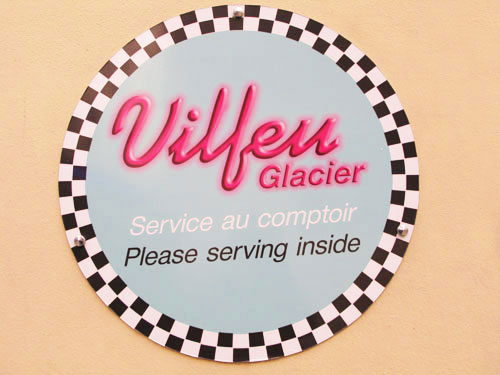 Vilfeu
Glacier
Service au comptoir
Please serving inside